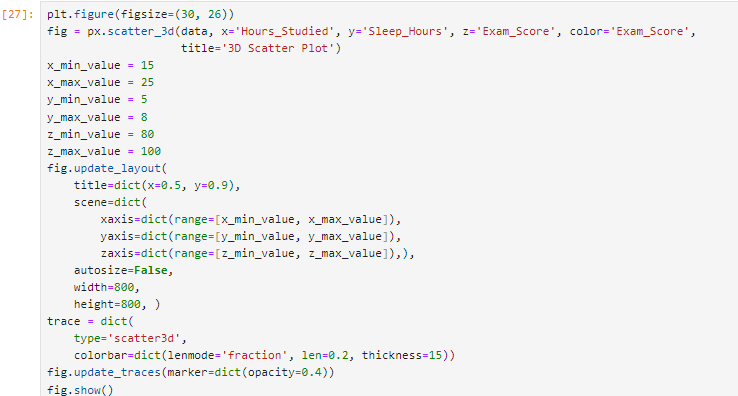 [27]: plt.figure(figsize=(30, 26))
fig = px.scatter_3d(data, x='Hours_Studied', y='Sleep_Hours', z='Exam_Score', color='Exam_Score',
                    title='3D Scatter Plot')
x_min_value = 15
x_max_value = 25
y_min_value = 5
y_max_value = 8
z_min_value = 80
z_max_value = 100
fig.update_layout(
    title=dict(x=0.5, y=0.9),
    scene=dict(
        xaxis=dict(range=[x_min_value, x_max_value]),
        yaxis=dict(range=[y_min_value, y_max_value]),
        zaxis=dict(range=[z_min_value, z_max_value]),),
    autosize=False,
    width=800,
    height=800, )
trace = dict(
    type='scatter3d',
    colorbar=dict(lenmode='fraction', len=0.2, thickness=15))
fig.update_traces(marker=dict(opacity=0.4))
fig.show()